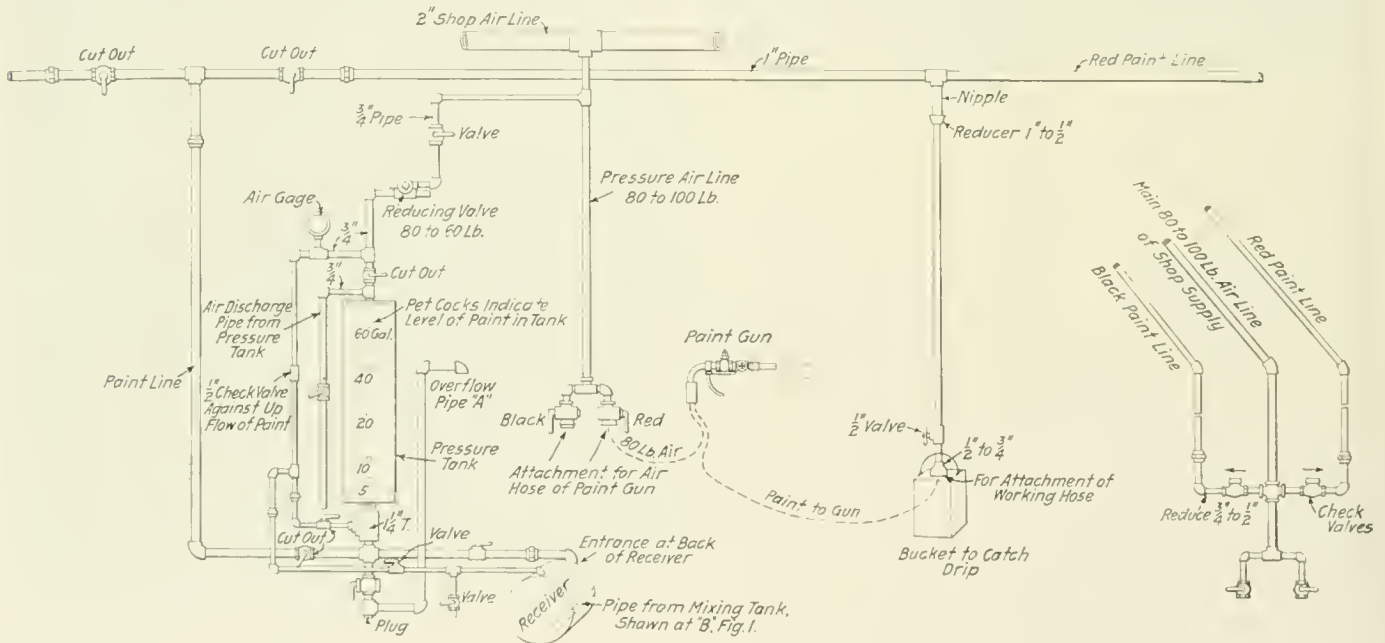 2" Shop Air Line
Cut Out
Cut Out
1" Pipe
Red Paint Line
3/4" Pipe
Valve
Nipple
Reducer 1" to 1/2"
Pressure Air Line
80 to 100 Lb.
Air Gage
3/4"
Reducing Valve
80 to 60 Lb.
3/4"
Cut Out
Air Discharge
Pipe from
Pressure
Tank
Pet Cocks Indicate
Level of Paint in Tank
60 Gal.
40
20
10
5
Paint Line
1/2" Check Valve
Against Up
Flow of Paint
Overflow
Pipe "A"
Pressure
Tank
Black
Red
80 Lb. Air
Attachment for Air
Hose of Paint Gun
Paint Gun
Paint to Gun
1/2" Valve
1/2" to 3/4"
For Attachment of
Working Hose
Bucket to Catch
Drip
Main 80 to
100 Lb. Air Line
of Shop Supply
Red Paint Line
Black Paint Line
Reduce 3/4" to 1/2"
Check
Valves
1 1/4" T.
Cut Out
Valve
Entrance at Back
of Receiver
Valve
Plug
Receiver
Pipe from Mixing Tank,
Shown at "B", Fig. 1.